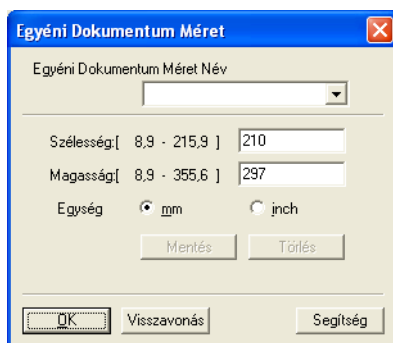 Egyéni Dokumentum Méret
Egyéni Dokumentum Méret Név
Szélesség:[ 8,9 - 215,9 ] 210
Magasság:[ 8,9 - 355,6 ] 297
Egység mm inch
Mentés Törlés
OK Visszavonás Segítség